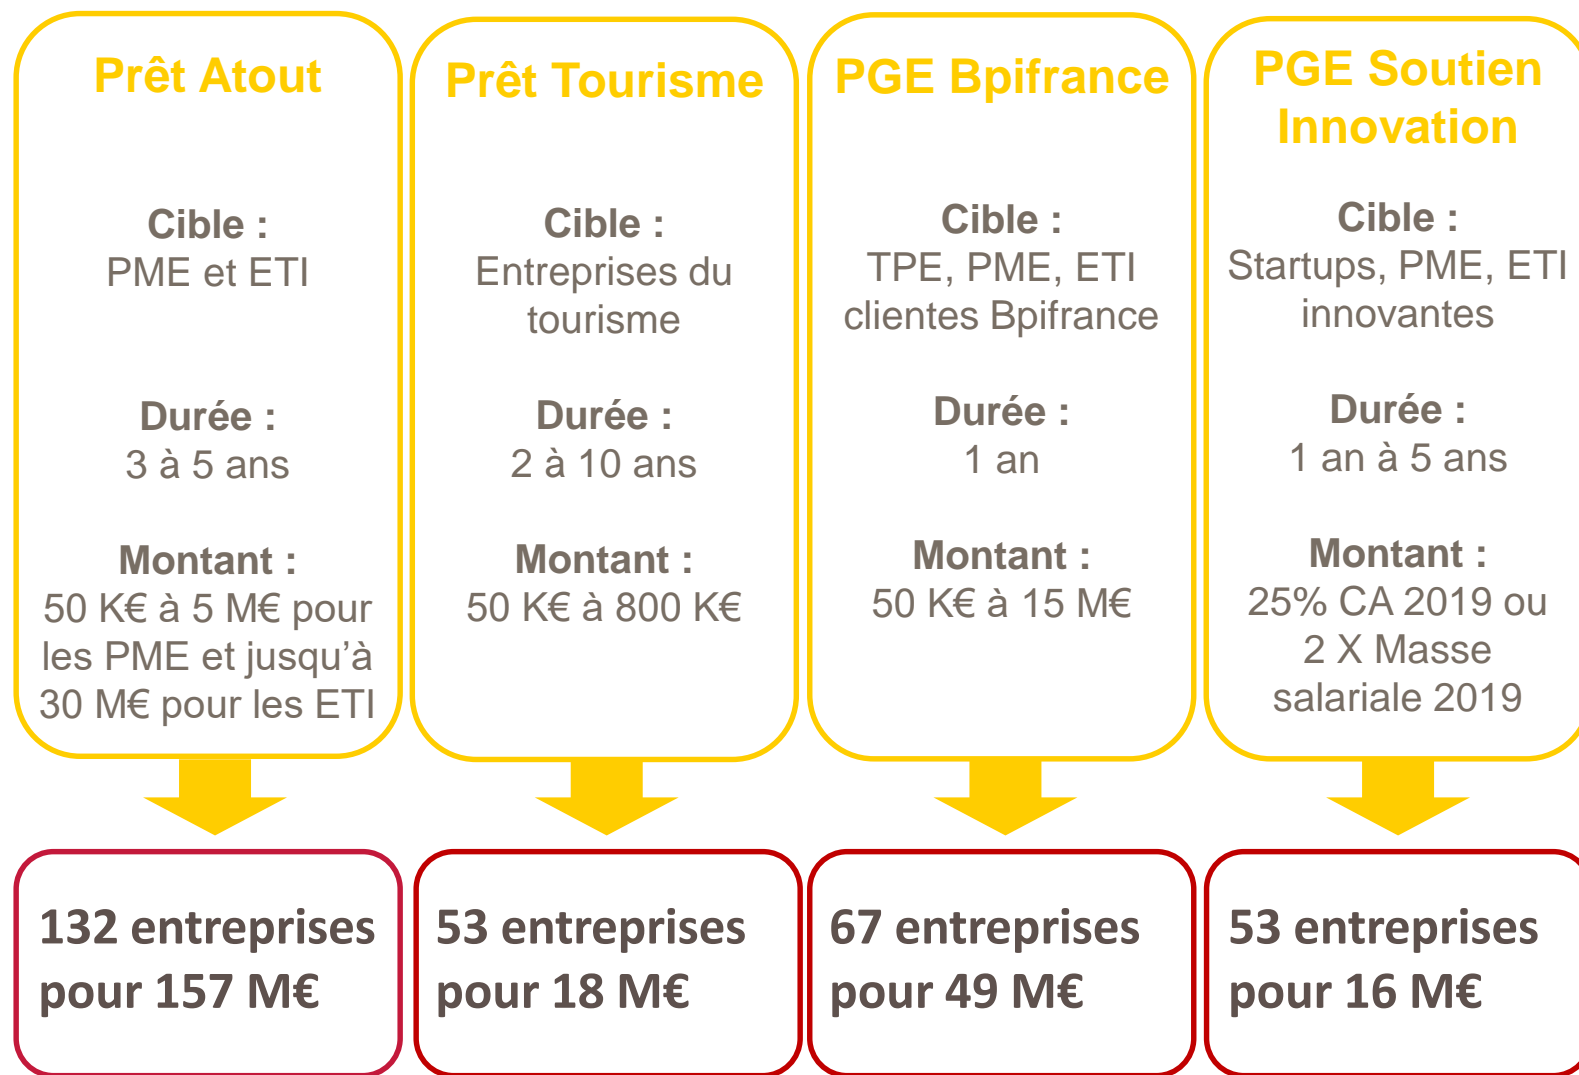 Prêt Atout
Cible :
PME et ETI
Durée :
3 à 5 ans
Montant :
50 K€ à 5 M€ pour
les PME et jusqu’à
30 M€ pour les ETI
132 entreprises
pour 157 M€
Prêt Tourisme
Cible :
Entreprises du
tourisme
Durée :
2 à 10 ans
Montant :
50 K€ à 800 K€
53 entreprises
pour 18 M€
PGE Bpifrance
Cible :
TPE, PME, ETI
clientes Bpifrance
Durée :
1 an
Montant :
50 K€ à 15 M€
67 entreprises
pour 49 M€
PGE Soutien
Innovation
Cible :
Startups, PME, ETI
innovantes
Durée :
1 an à 5 ans
Montant :
25% CA 2019 ou
2 X Masse
salariale 2019
53 entreprises
pour 16 M€